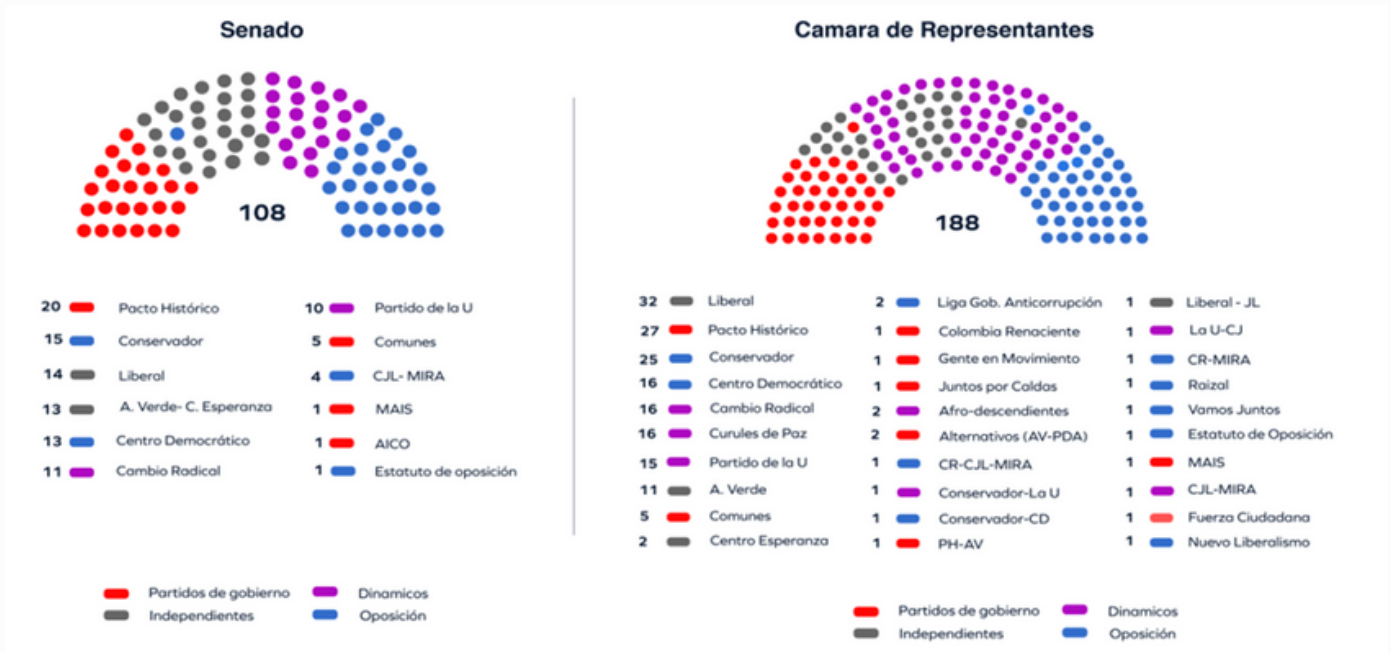 Senado
108
20 Pacto Histórico
15 Conservador
14 Liberal
13 A. Verde- C. Esperanza
13 Centro Democrático
11 Cambio Radical
10 Partido de la U
5 Comunes
4 CJL- MIRA
1 MAIS
1 AICO
1 Estatuto de oposición
Partidos de gobierno
Independientes
Dinamicos
Oposición
Camara de Representantes
188
32 Liberal
27 Pacto Histórico
25 Conservador
16 Centro Democrático
16 Cambio Radical
16 Curules de Paz
15 Partido de la U
11 A. Verde
5 Comunes
2 Centro Esperanza
2 Liga Gob. Anticorrupción
1 Colombia Renaciente
1 Gente en Movimiento
1 Juntos por Caldas
2 Afro-descendientes
2 Alternativos (AV-PDA)
1 CR-CJL-MIRA
1 Conservador-La U
1 Conservador-CD
1 PH-AV
1 Liberal - JL
1 La U-CJ
1 CR-MIRA
1 Raizal
1 Vamos Juntos
1 Estatuto de Oposición
1 MAIS
1 CJL-MIRA
1 Fuerza Ciudadana
1 Nuevo Liberalismo
Partidos de gobierno
Independientes
Dinamicos
Oposición